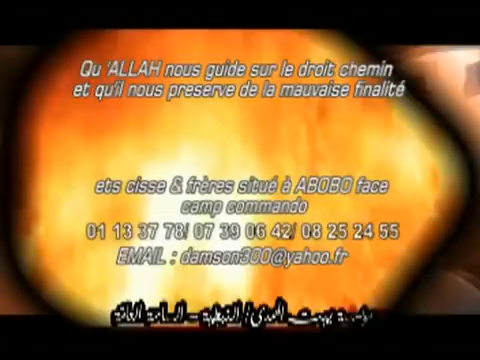 Qu 'ALLAH nous guide sur le droit chemin
et qu'il nous preserve de la mauvaise finalité
ets cisse & frères situé à ABOBO face
camp commando
01 13 37 78/ 07 39 06 42/ 08 25 24 55
EMAIL : damson300@yahoo.fr